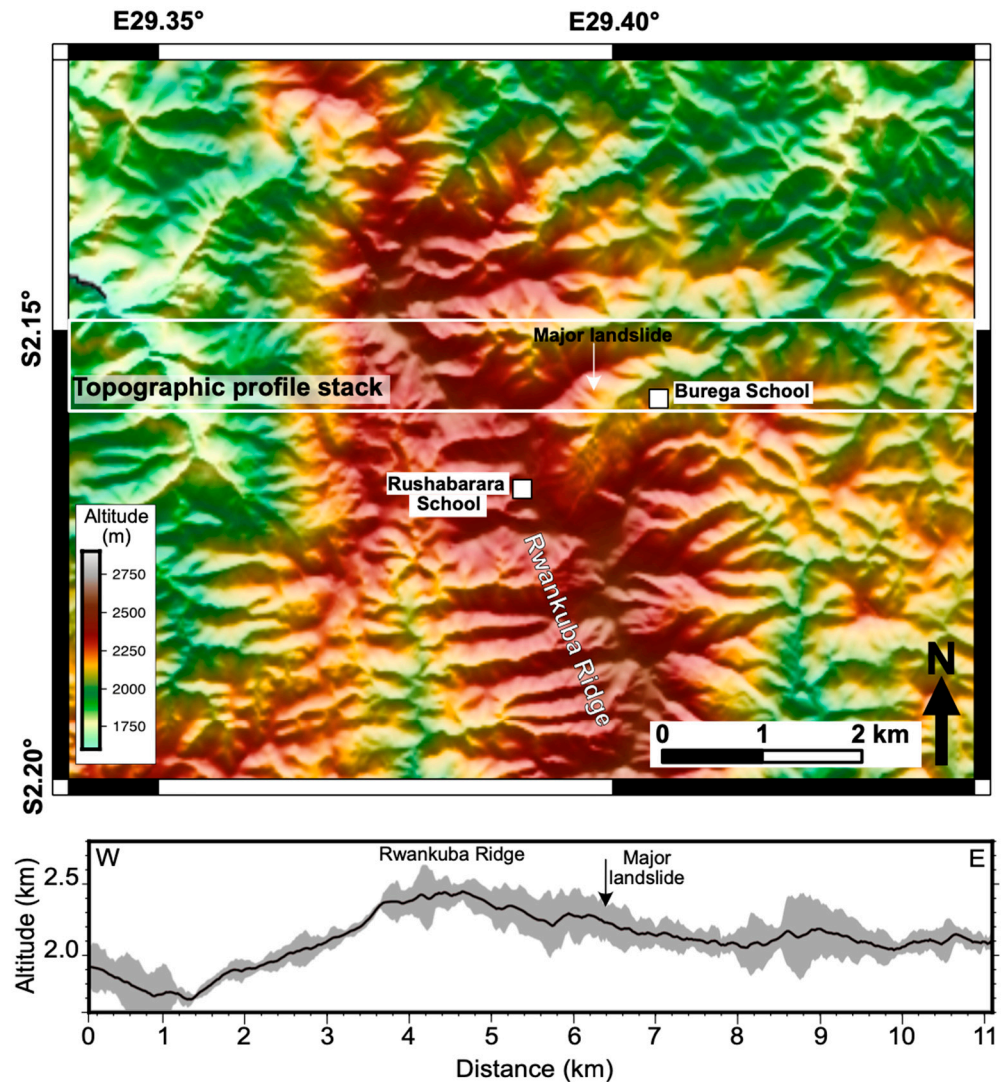 E29.35°
E29.40°
S2.15°
Major landslide
Topographic profile stack
Burega School
Rushabarara
School
Altitude
(m)
2750
2500
2250
2000
1750
Rwankuba Ridge
N
0
1
2 km
S2.20°
W
Rwankuba Ridge
Major
landslide
E
Altitude (km)
2.5
2.0
0
1
2
3
4
5
6
7
8
9
10
11
Distance (km)